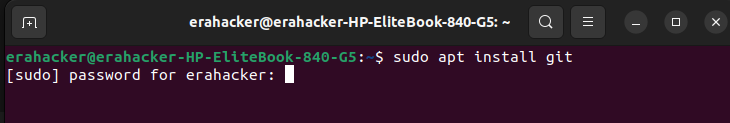 erahacker@erahacker-HP-EliteBook-840-G5: ~
erahacker@erahacker-HP-EliteBook-840-G5:~$ sudo apt install git
[sudo] password for erahacker: